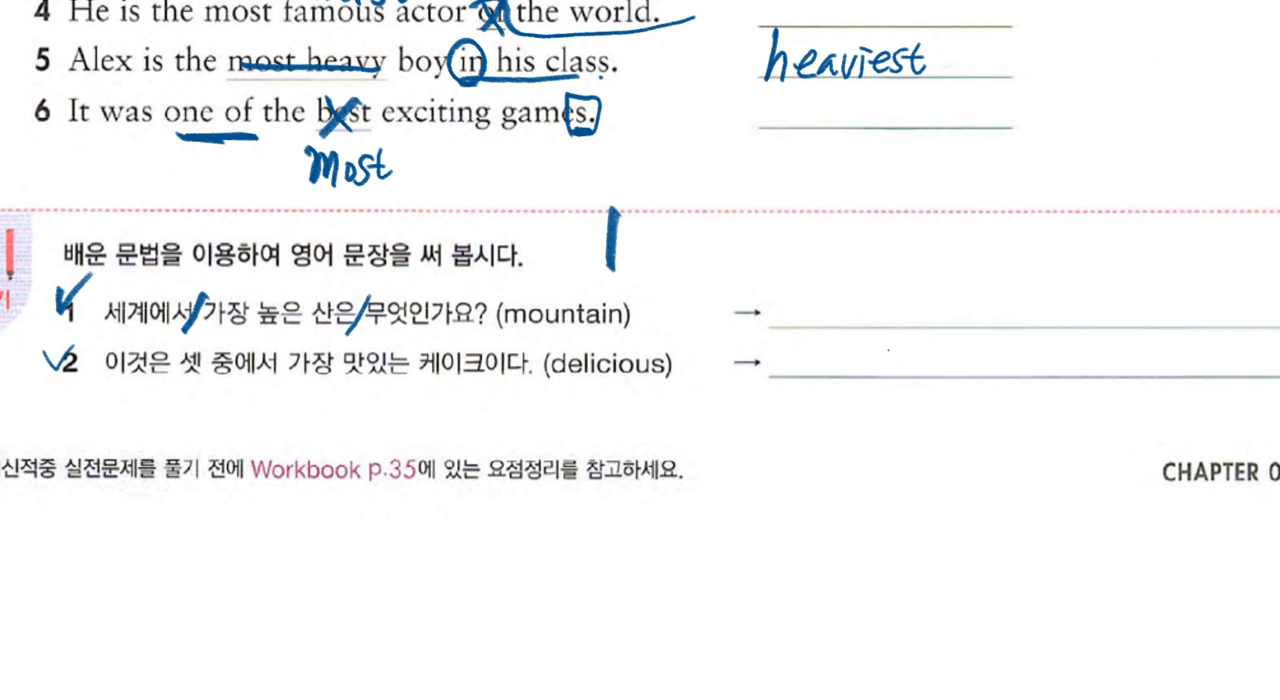 4 He is the most famous actor on the world.
5 Alex is the most heavy boy in his class. heaviest
6 It was one of the best exciting games.
most
배운 문법을 이용하여 영어 문장을 써 봅시다.
1 세계에서 가장 높은 산은 무엇인가요? (mountain) →
2 이것은 셋 중에서 가장 맛있는 케이크이다. (delicious) →
신적중 실전문제를 풀기 전에 Workbook p.35에 있는 요점정리를 참고하세요. CHAPTER 0